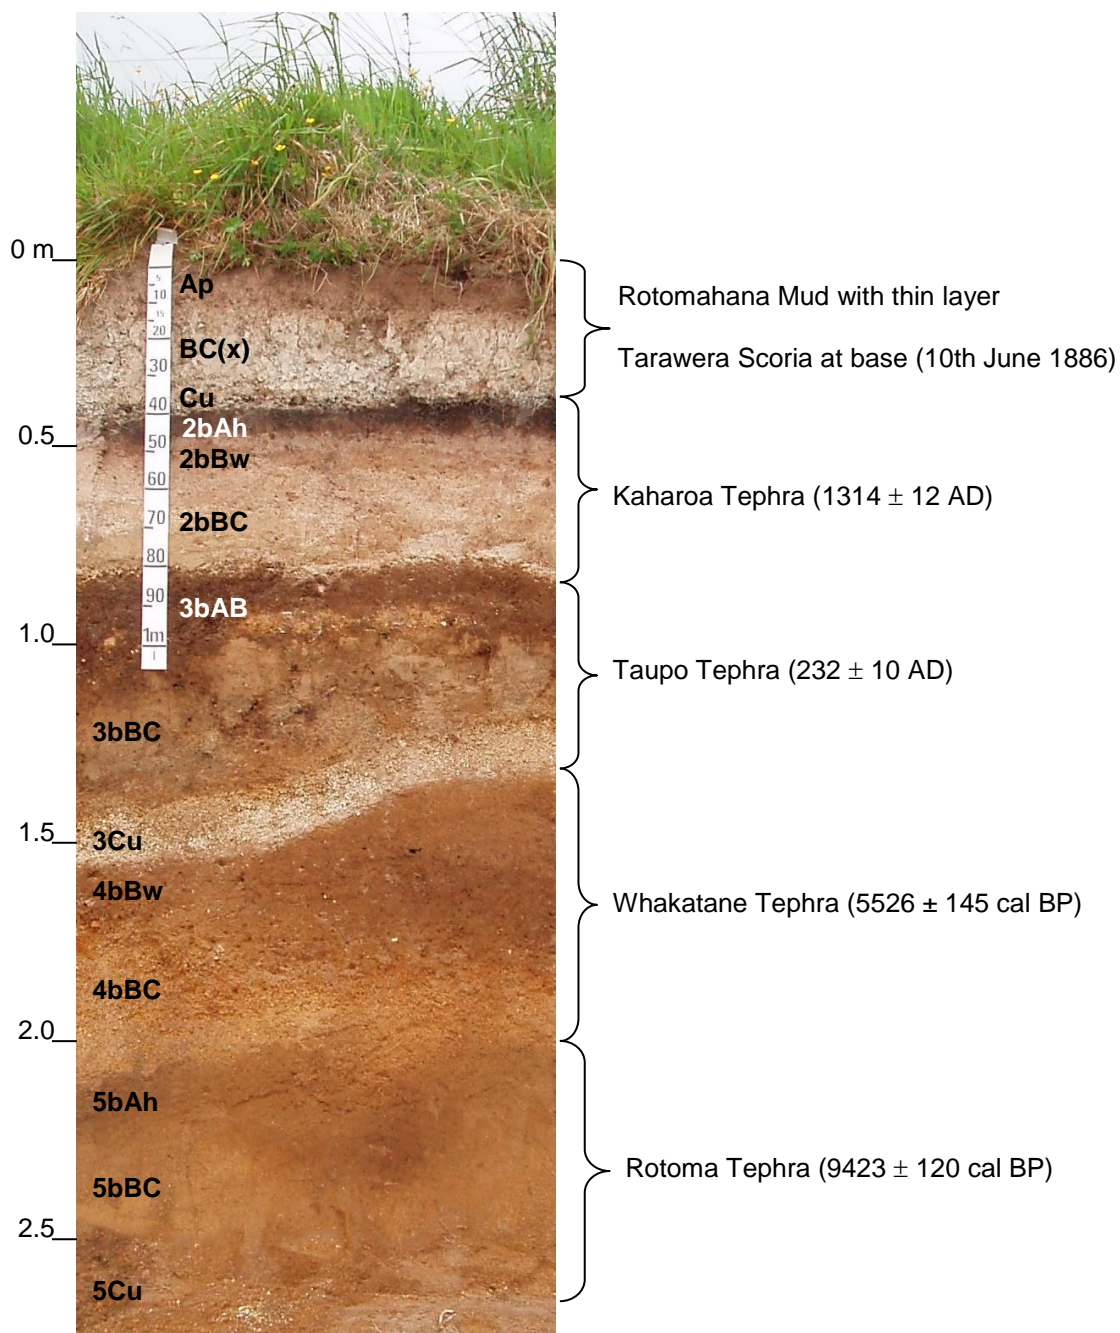 0 m
5
Ap
10
15
20
BC(x)
30
Cu
40
2bAh
0.5
50
2bBw
60
2bBC
70
80
90
3bAB
1.0
1m
3bBC
1.5
3Cu
4bBw
4bBC
2.0
5bAh
5bBC
2.5
5Cu
Rotomahana Mud with thin layer
Tarawera Scoria at base (10th June 1886)
Kaharoa Tephra (1314 ± 12 AD)
Taupo Tephra (232 ± 10 AD)
Whakatane Tephra (5526 ± 145 cal BP)
Rotoma Tephra (9423 ± 120 cal BP)